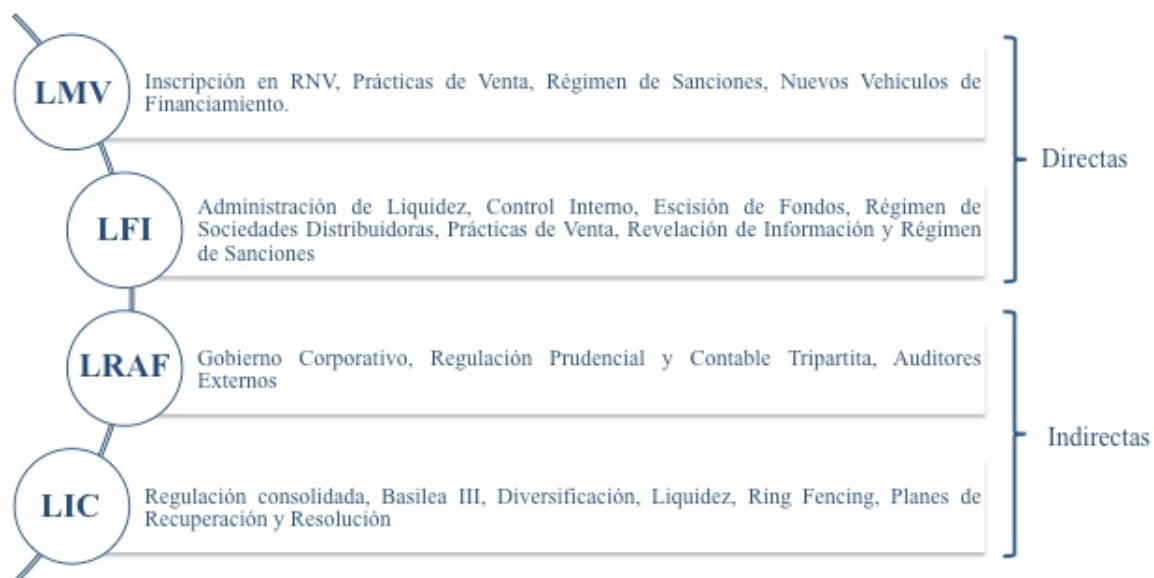 LMV
Inscripción en RNV, Prácticas de Venta, Régimen de Sanciones, Nuevos Vehículos de
Financiamiento.
Directas
LFI
Administración de Liquidez, Control Interno, Escisión de Fondos, Régimen de
Sociedades Distribuidoras, Prácticas de Venta, Revelación de Información y Régimen
de Sanciones
LRAF
Gobierno Corporativo, Regulación Prudencial y Contable Tripartita, Auditores
Externos
Indirectas
LIC
Regulación consolidada, Basilea III, Diversificación, Liquidez, Ring Fencing, Planes de
Recuperación y Resolución